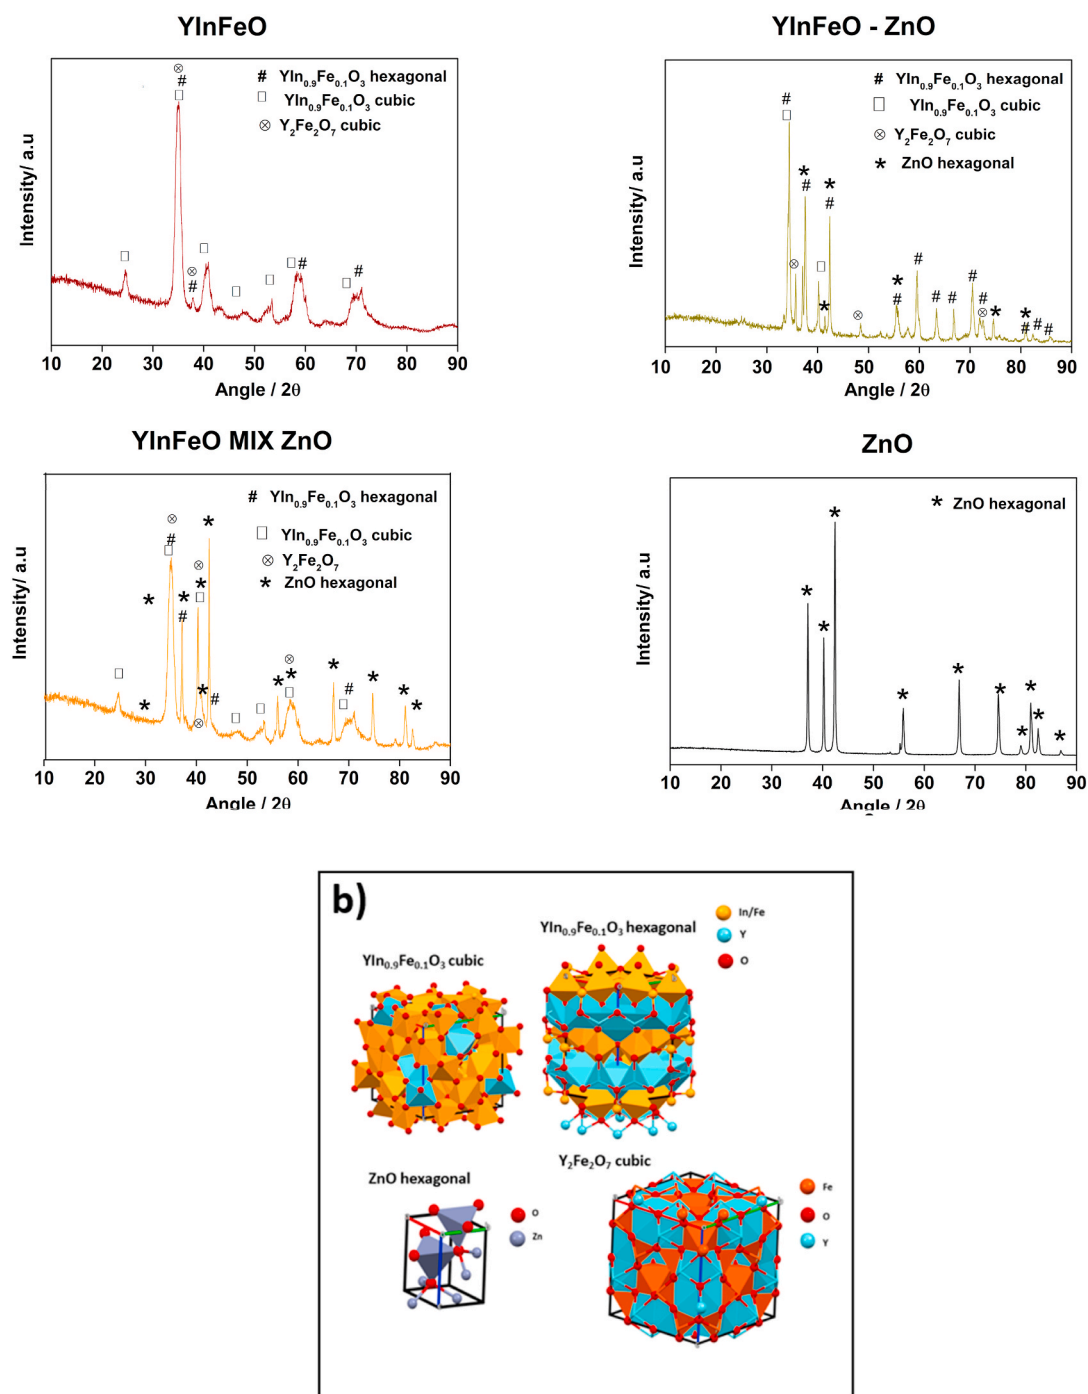 YInFeO
# YIn0.9Fe0.1O3 hexagonal
□ YIn0.9Fe0.1O3 cubic
⊗ Y2Fe2O7 cubic
Intensity/ a.u
10 20 30 40 50 60 70 80 90
Angle / 2θ
YInFeO - ZnO
# YIn0.9Fe0.1O3 hexagonal
□ YIn0.9Fe0.1O3 cubic
⊗ Y2Fe2O7 cubic
* ZnO hexagonal
Intensity/ a.u
10 20 30 40 50 60 70 80 90
Angle / 2θ
YInFeO MIX ZnO
# YIn0.9Fe0.1O3 hexagonal
□ YIn0.9Fe0.1O3 cubic
⊗ Y2Fe2O7
* ZnO hexagonal
Intensity/ a.u
10 20 30 40 50 60 70 80 90
Angle / 2θ
ZnO
* ZnO hexagonal
Intensity/ a.u
10 20 30 40 50 60 70 80 90
Angle / 2θ
b)
YIn0.9Fe0.1O3 cubic
YIn0.9Fe0.1O3 hexagonal
In/Fe
Y
O
ZnO hexagonal
O
Zn
Y2Fe2O7 cubic
Fe
O
Y